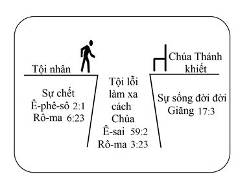 Tội nhân
Sự chết
Ê-phê-sô 2:1
Rô-ma 6:23
Tội lỗi
làm xa
cách
Chúa
Ê-sai 59:2
Rô-ma 3:23
Chúa Thánh
khiết
Sự sống đời đời
Giăng 17:3